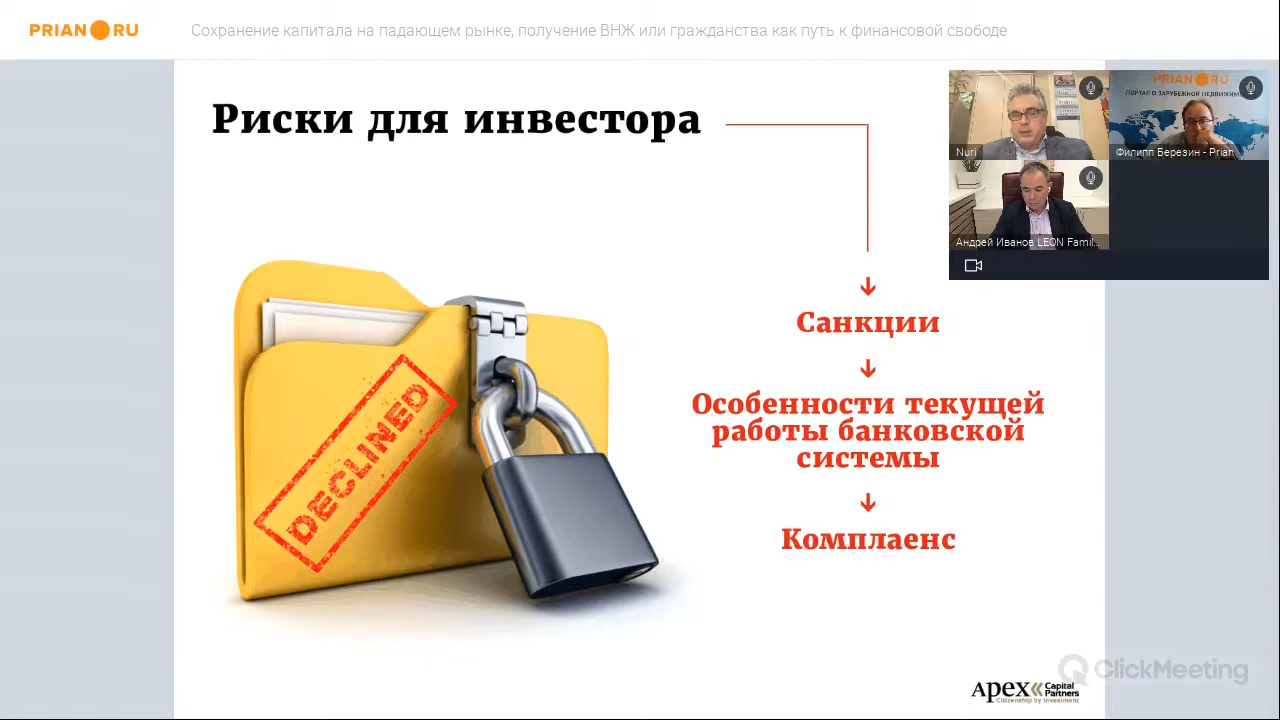 PRIAN RU
Сохранение капитала на падающем рынке, получение ВНЖ или гражданства как путь к финансовой свободе
Риски для инвестора
PRIAN RU
ПОРТАЛ О ЗАРУБЕЖНОЙ НЕДВИЖИМ
Nuri
Филипп Березин - Prian
Андрей Иванов LEON Famil...
Санкции
Особенности текущей
работы банковской
системы
Комплаенс
DECLINED
ClickMeeting
Apex Capital
Partners
Citizenship by Investment